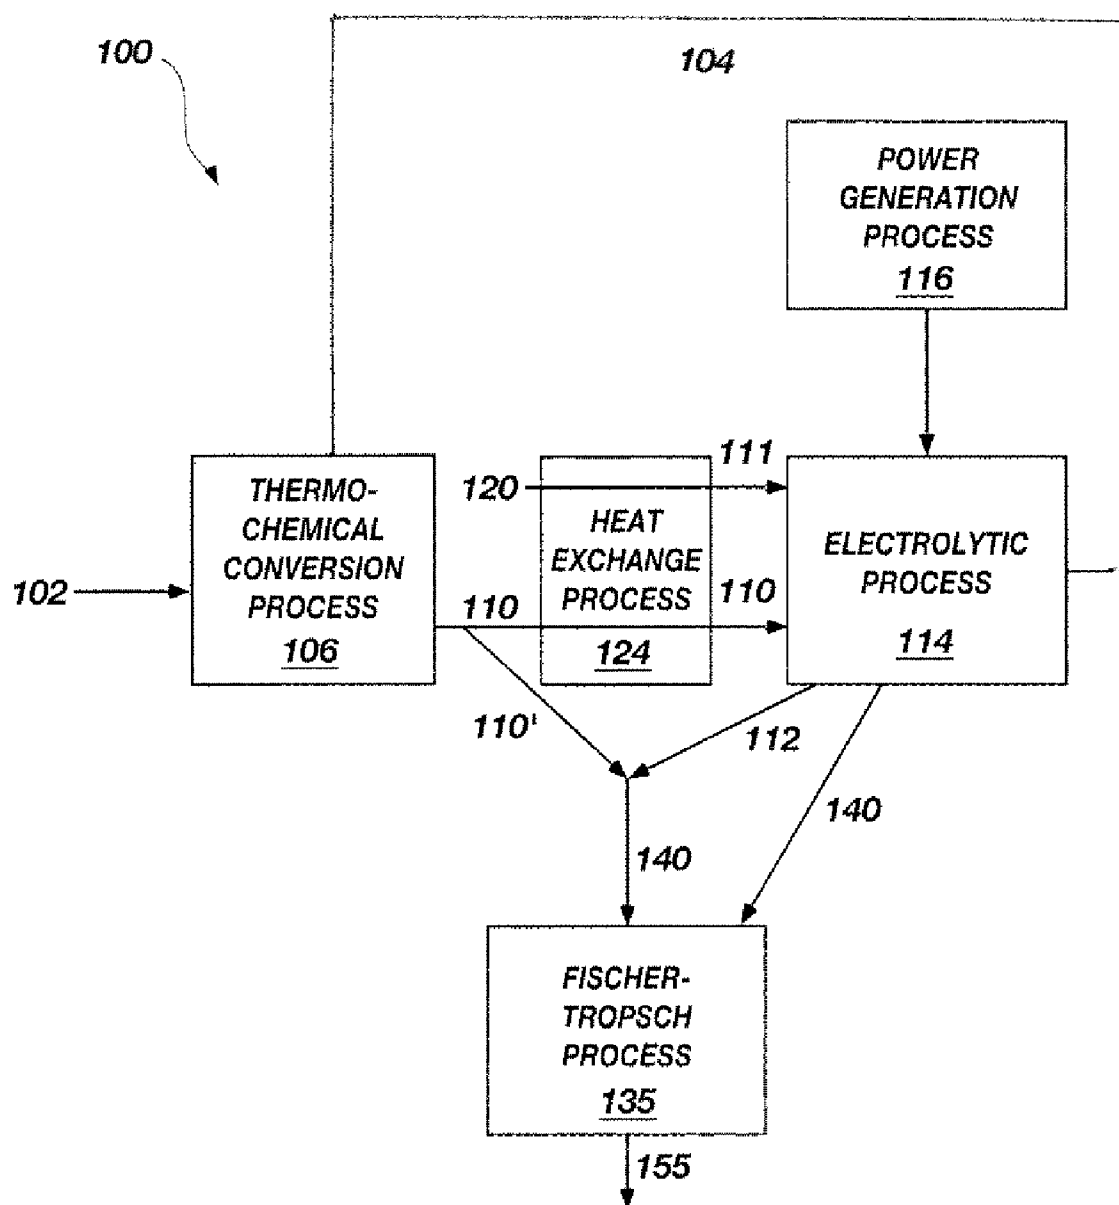 100
104
POWER
GENERATION
PROCESS
116
THERMO-
CHEMICAL
CONVERSION
PROCESS
106
102
120
111
HEAT
EXCHANGE
PROCESS
124
110
110
ELECTROLYTIC
PROCESS
114
110'
112
140
140
FISCHER-
TROPSCH
PROCESS
135
155